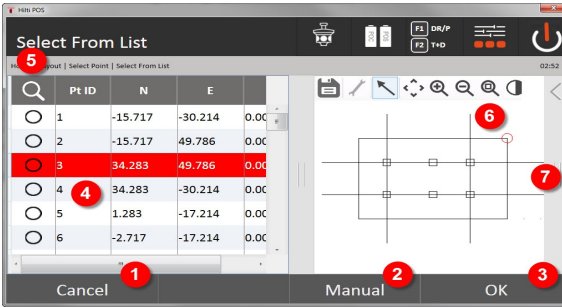 Hilti POS
Select From List
POC
POS
F1 DR/P
F2 T+D
out | Select Point | Select From List
02:52
5
Pt ID N E
1 -15.717 -30.214 0.00
2 -15.717 49.786 0.00
3 34.283 49.786 0.00
4 34.283 -30.214 0.00
5 1.283 -17.214 0.00
6 -2.717 -17.214 0.00
4
6
7
1
2
3
Cancel
Manual
OK